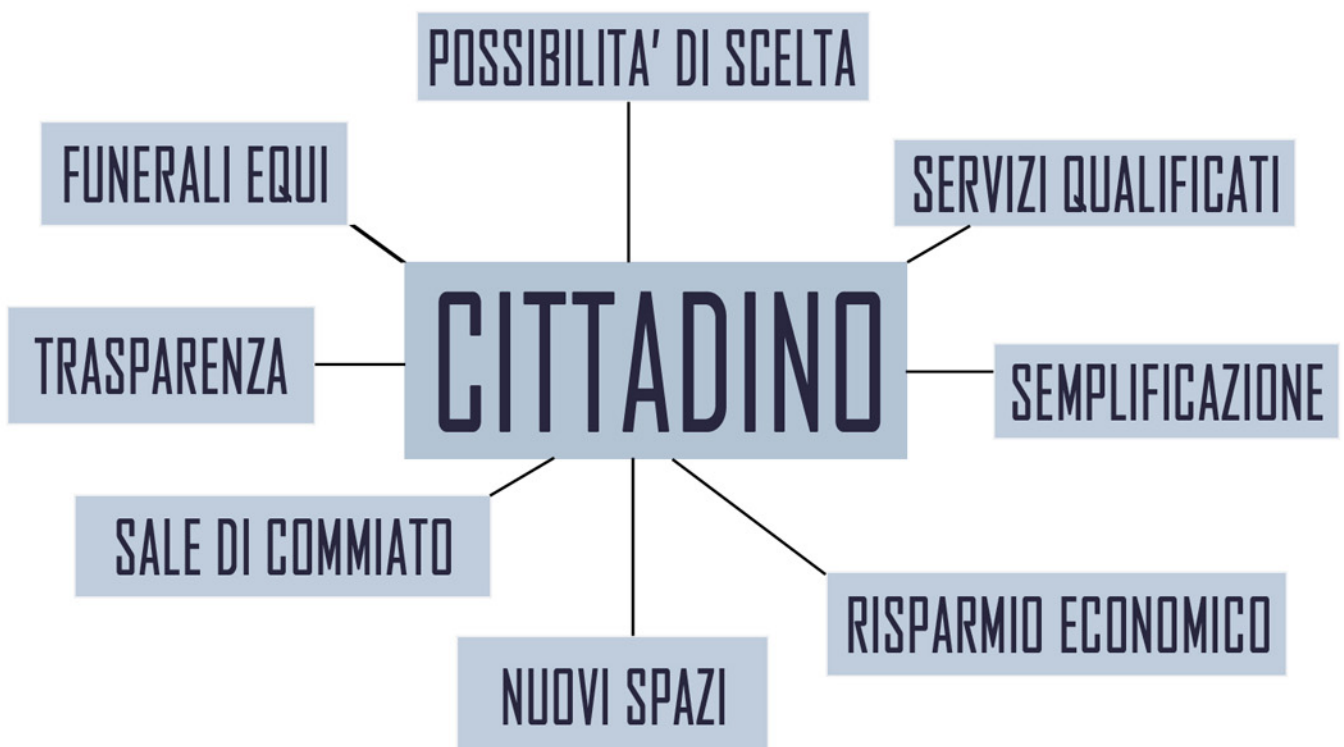 POSSIBILITA' DI SCELTA
FUNERALI EQUI
SERVIZI QUALIFICATI
CITTADINO
TRASPARENZA
SEMPLIFICAZIONE
SALE DI COMMIATO
RISPARMIO ECONOMICO
NUOVI SPAZI